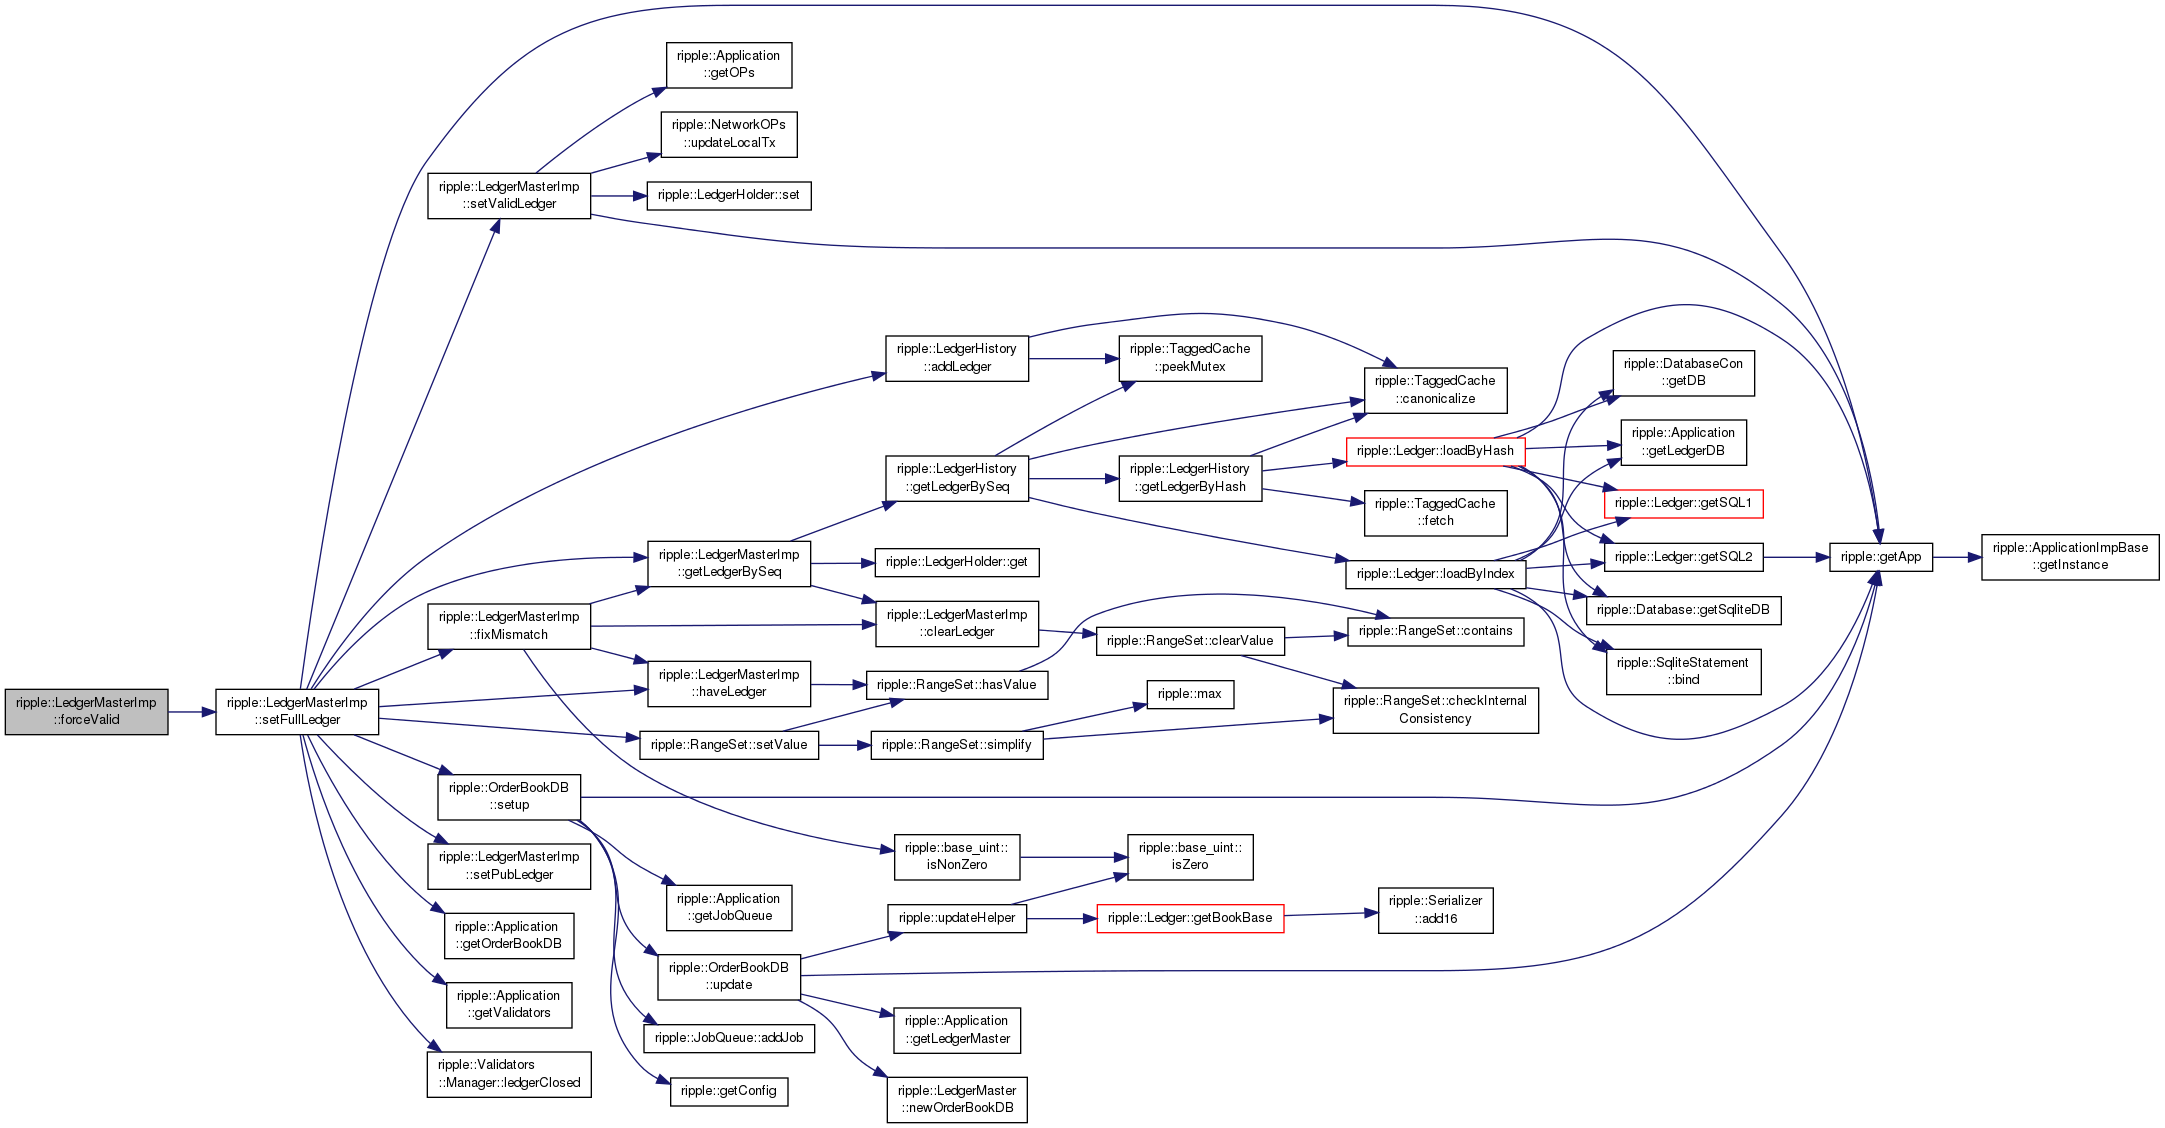 ripple::LedgerMasterImp
::forceValid
ripple::LedgerMasterImp
::setFullLedger
ripple::LedgerMasterImp
::setValidLedger
ripple::LedgerMasterImp
::fixMismatch
ripple::OrderBookDB
::setup
ripple::LedgerMasterImp
::setPubLedger
ripple::Application
::getOrderBookDB
ripple::Application
::getValidators
ripple::Validators
::Manager::ledgerClosed
ripple::Application
::getOPs
ripple::NetworkOPs
::updateLocalTx
ripple::LedgerHolder::set
ripple::LedgerMasterImp
::getLedgerBySeq
ripple::LedgerMasterImp
::haveLedger
ripple::RangeSet::setValue
ripple::Application
::getJobQueue
ripple::OrderBookDB
::update
ripple::JobQueue::addJob
ripple::getConfig
ripple::LedgerHistory
::addLedger
ripple::LedgerHistory
::getLedgerBySeq
ripple::LedgerHolder::get
ripple::LedgerMasterImp
::clearLedger
ripple::RangeSet::hasValue
ripple::RangeSet::simplify
ripple::base_uint::
isNonZero
ripple::updateHelper
ripple::Application
::getLedgerMaster
ripple::LedgerMaster
::newOrderBookDB
ripple::TaggedCache
::peekMutex
ripple::LedgerHistory
::getLedgerByHash
ripple::RangeSet::clearValue
ripple::max
ripple::base_uint::
isZero
ripple::Ledger::getBookBase
ripple::TaggedCache
::canonicalize
ripple::Ledger::loadByHash
ripple::TaggedCache
::fetch
ripple::Ledger::loadByIndex
ripple::RangeSet::contains
ripple::RangeSet::checkInternal
Consistency
ripple::Serializer
::add16
ripple::DatabaseCon
::getDB
ripple::Application
::getLedgerDB
ripple::Ledger::getSQL1
ripple::Ledger::getSQL2
ripple::Database::getSqliteDB
ripple::SqliteStatement
::bind
ripple::getApp
ripple::ApplicationImpBase
::getInstance